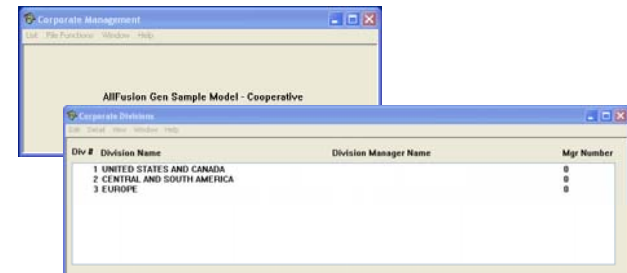 Corporate Management
List File Functions Window Help
AllFusion Gen Sample Model - Cooperative
Corporate Divisions
Edit Detail View Window Help
Div # Division Name Division Manager Name Mgr Number
1 UNITED STATES AND CANADA 0
2 CENTRAL AND SOUTH AMERICA 0
3 EUROPE 0